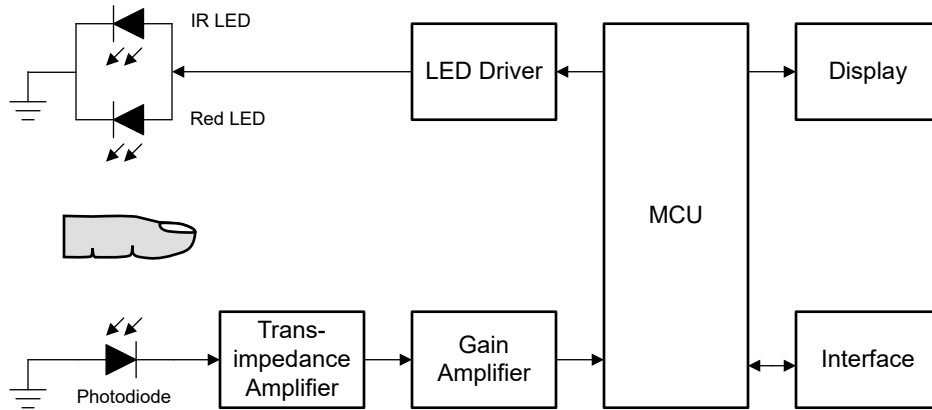 IR LED
LED Driver
Display
Red LED
MCU
Trans-
impedance
Amplifier
Gain
Amplifier
Interface
Photodiode